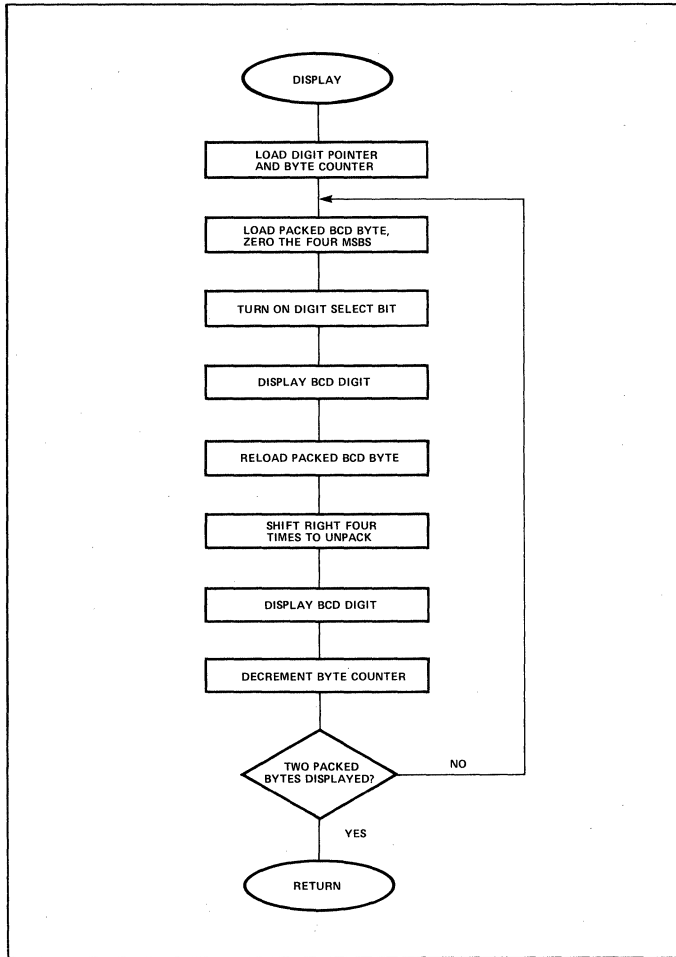 DISPLAY
LOAD DIGIT POINTER
AND BYTE COUNTER
LOAD PACKED BCD BYTE,
ZERO THE FOUR MSBS
TURN ON DIGIT SELECT BIT
DISPLAY BCD DIGIT
RELOAD PACKED BCD BYTE
SHIFT RIGHT FOUR
TIMES TO UNPACK
DISPLAY BCD DIGIT
DECREMENT BYTE COUNTER
TWO PACKED
BYTES DISPLAYED?
NO
YES
RETURN